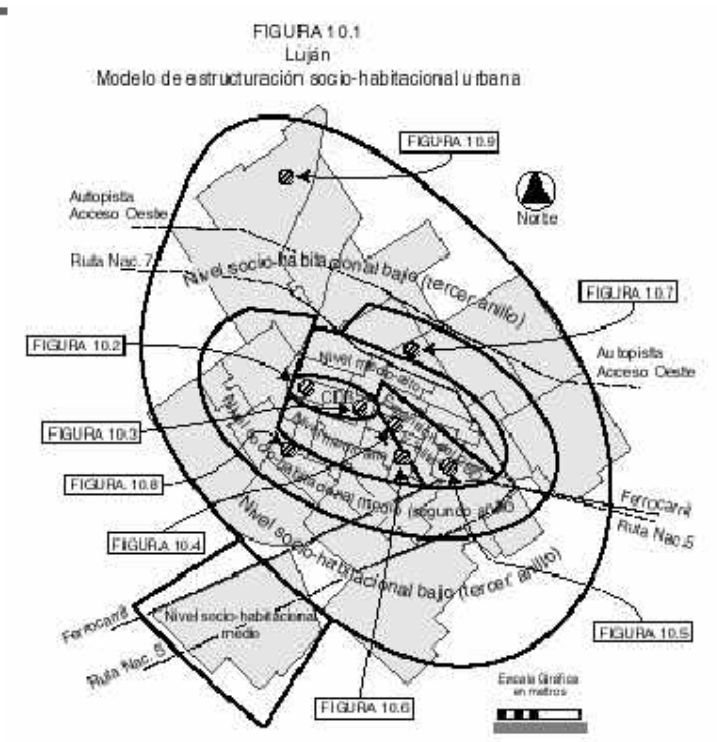 FIGURA 10.1
Luján
Modelo de estructuración socio-habitacional urbana
FIGURA 10.9
Autopista
Acceso Oeste
Norte
Ruta Nac. 7
Nivel socio-habitacional bajo (tercer anillo)
FIGURA 10.7
FIGURA 10.2
Autopista
Acceso Oeste
Nivel medio-alto
FIGURA 10.3
FIGURA 10.8
Nivel socio-habitacional medio (segundo anillo
FIGURA 10.4
Nivel socio-habitacional bajo (tercer anillo)
Ferrocarril
Ruta Nac. 5
Ferrocarril
Nivel socio-habitacional
medio
Ruta Nac. 5
FIGURA 10.5
FIGURA 10.6
Escala Gráfica
en metros